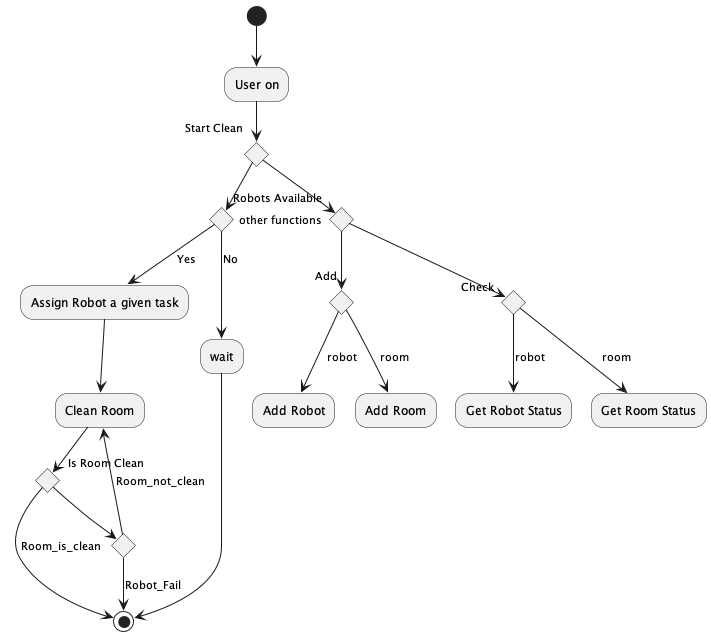 User on
Start Clean
Robots Available
other functions
Yes
No
Add
Check
Assign Robot a given task
wait
robot
room
robot
room
Clean Room
Add Robot
Add Room
Get Robot Status
Get Room Status
Is Room Clean
Room_not_clean
Room_is_clean
Robot_Fail